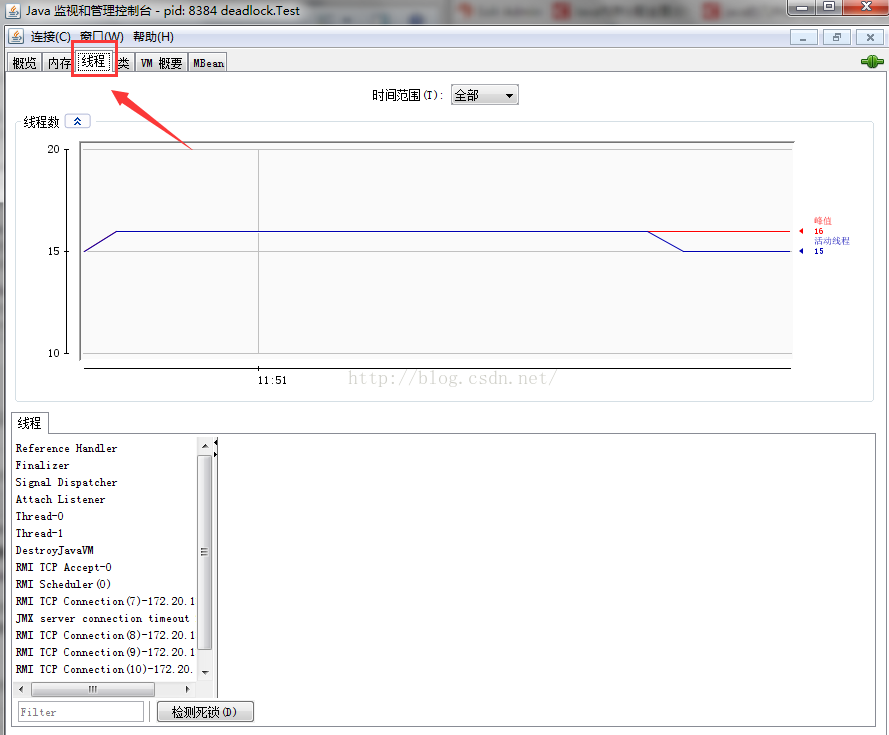 Java 监视和管理控制台 - pid: 8384 deadlock.Test
连接(C) 窗口(W) 帮助(H)
概览 内存 线程 类 VM 概要 MBean
时间范围(T): 全部
线程数
20
15
10
峰值
16
活动线程
15
11:51
http://blog.csdn.net/
线程
Reference Handler
Finalizer
Signal Dispatcher
Attach Listener
Thread-0
Thread-1
DestroyJavaVM
RMI TCP Accept-0
RMI Scheduler(0)
RMI TCP Connection(7)-172.20.1
JMX server connection timeout
RMI TCP Connection(8)-172.20.1
RMI TCP Connection(9)-172.20.1
RMI TCP Connection(10)-172.20.
Filter
检测死锁(D)